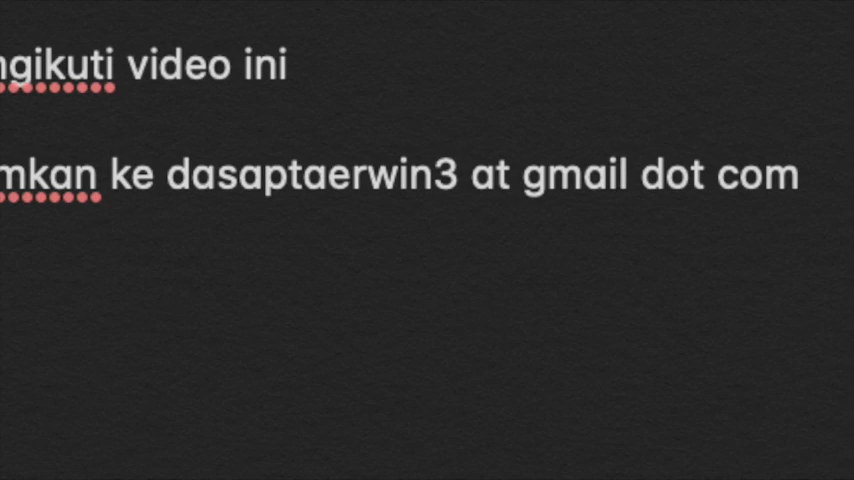 ngikuti video ini
mkan ke dasaptaerwin3 at gmail dot com